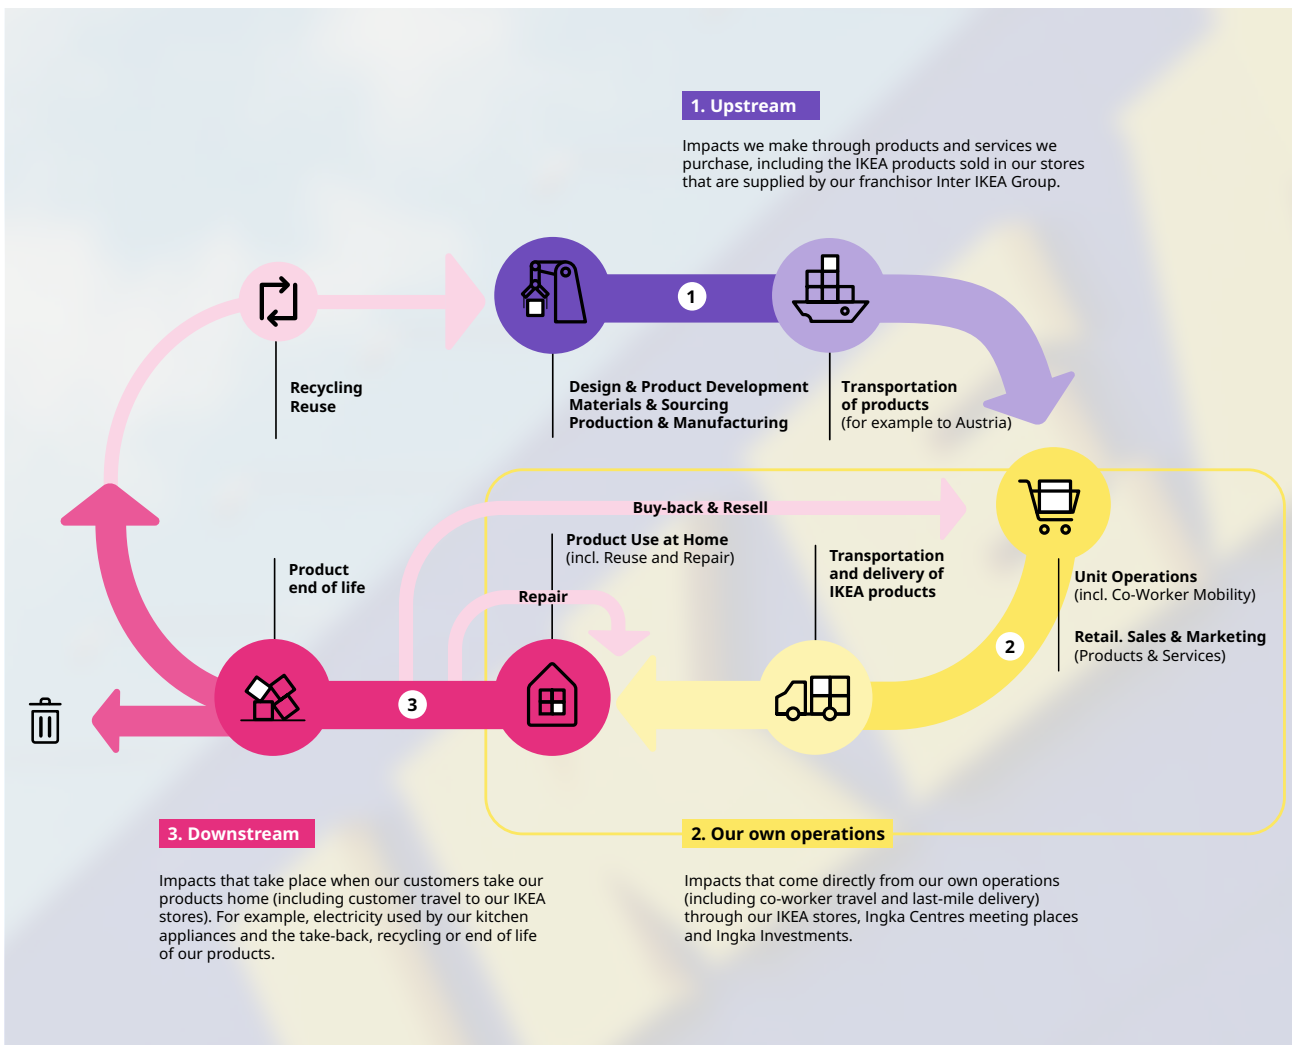 1. Upstream
Impacts we make through products and services we
purchase, including the IKEA products sold in our stores
that are supplied by our franchisor Inter IKEA Group.
1
Recycling
Reuse
Design & Product Development
Materials & Sourcing
Production & Manufacturing
Transportation
of products
(for example to Austria)
Buy-back & Resell
Product Use at Home
(incl. Reuse and Repair)
Repair
Product
end of life
Transportation
and delivery of
IKEA products
Unit Operations
(incl. Co-Worker Mobility)
Retail. Sales & Marketing
(Products & Services)
2
3
3. Downstream
Impacts that take place when our customers take our
products home (including customer travel to our IKEA
stores). For example, electricity used by our kitchen
appliances and the take-back, recycling or end of life
of our products.
2. Our own operations
Impacts that come directly from our own operations
(including co-worker travel and last-mile delivery)
through our IKEA stores, Ingka Centres meeting places
and Ingka Investments.